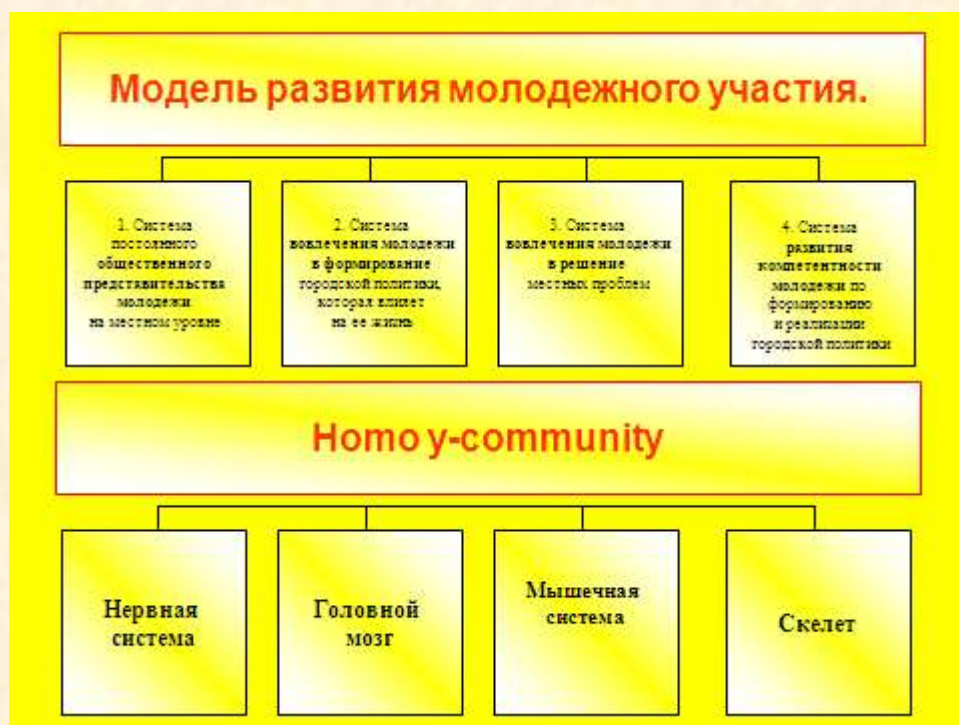 Модель развития молодежного участия.
1. Система
постоянного
общественного
представительства
молодежи
на местном уровне
2. Система
вовлечения молодежи
в формирование
городской политики,
которая влияет
на ее жизнь
3. Система
вовлечения молодежи
в решение
местных проблем
4. Система
развития
компетентности
молодежи по
формированию
и реализации
городской политики
Homo y-community
Нервная
система
Головной
мозг
Мышечная
система
Скелет